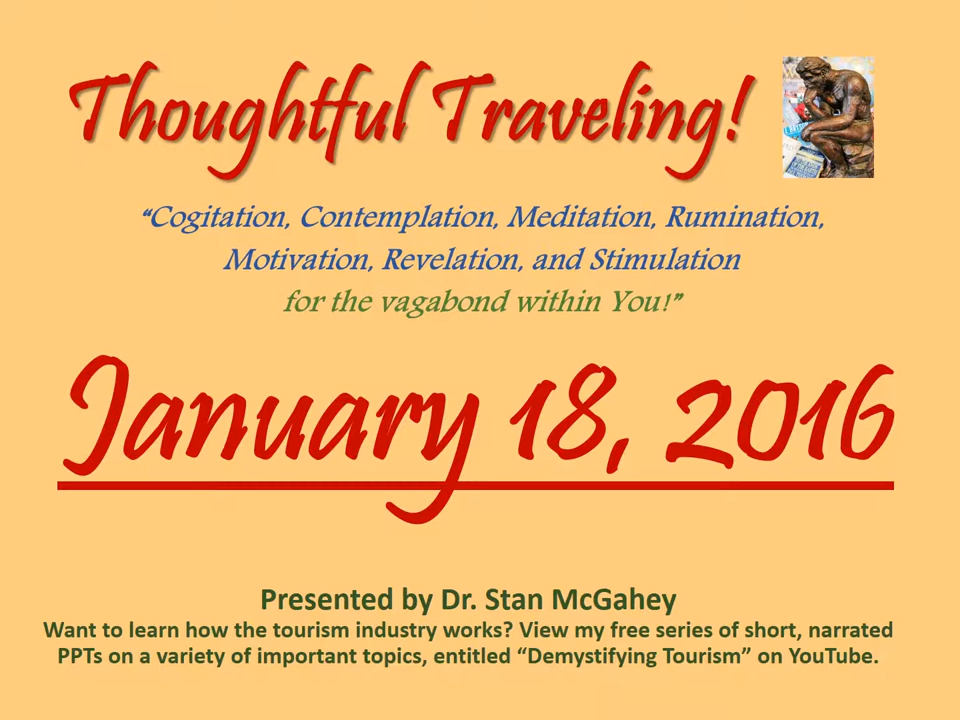 Thoughtful Traveling!
“Cogitation, Contemplation, Meditation, Rumination,
Motivation, Revelation, and Stimulation
for the vagabond within You!”
January 18, 2016
Presented by Dr. Stan McGahey
Want to learn how the tourism industry works? View my free series of short, narrated
PPTs on a variety of important topics, entitled “Demystifying Tourism” on YouTube.